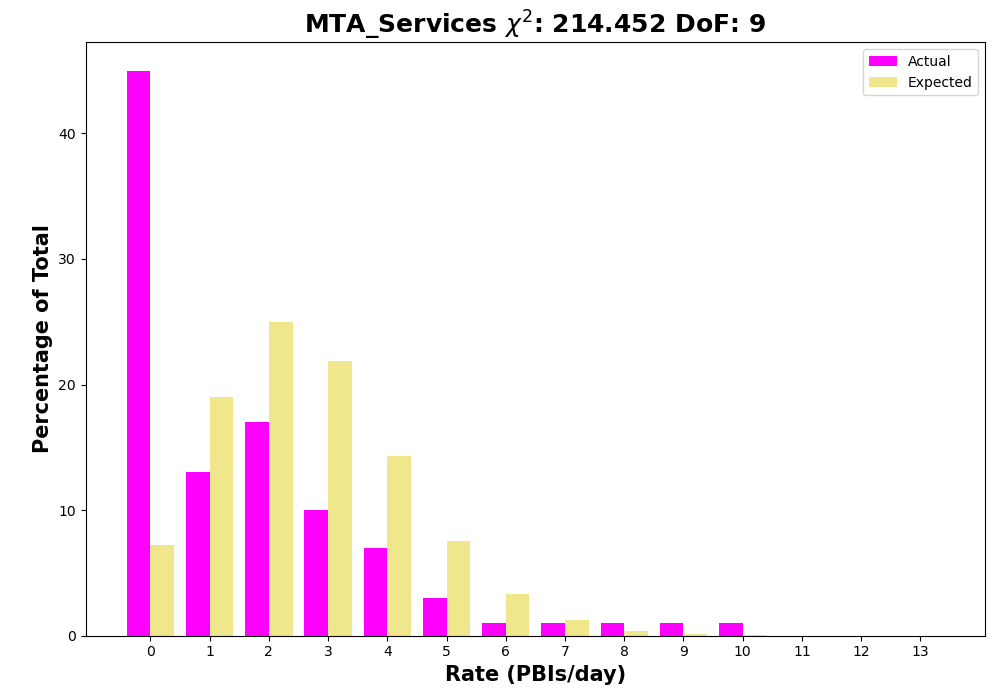 MTA_Services χ²: 214.452 DoF: 9
Actual
Expected
Percentage of Total
40
30
20
10
0
0 1 2 3 4 5 6 7 8 9 10 11 12 13
Rate (PBIs/day)